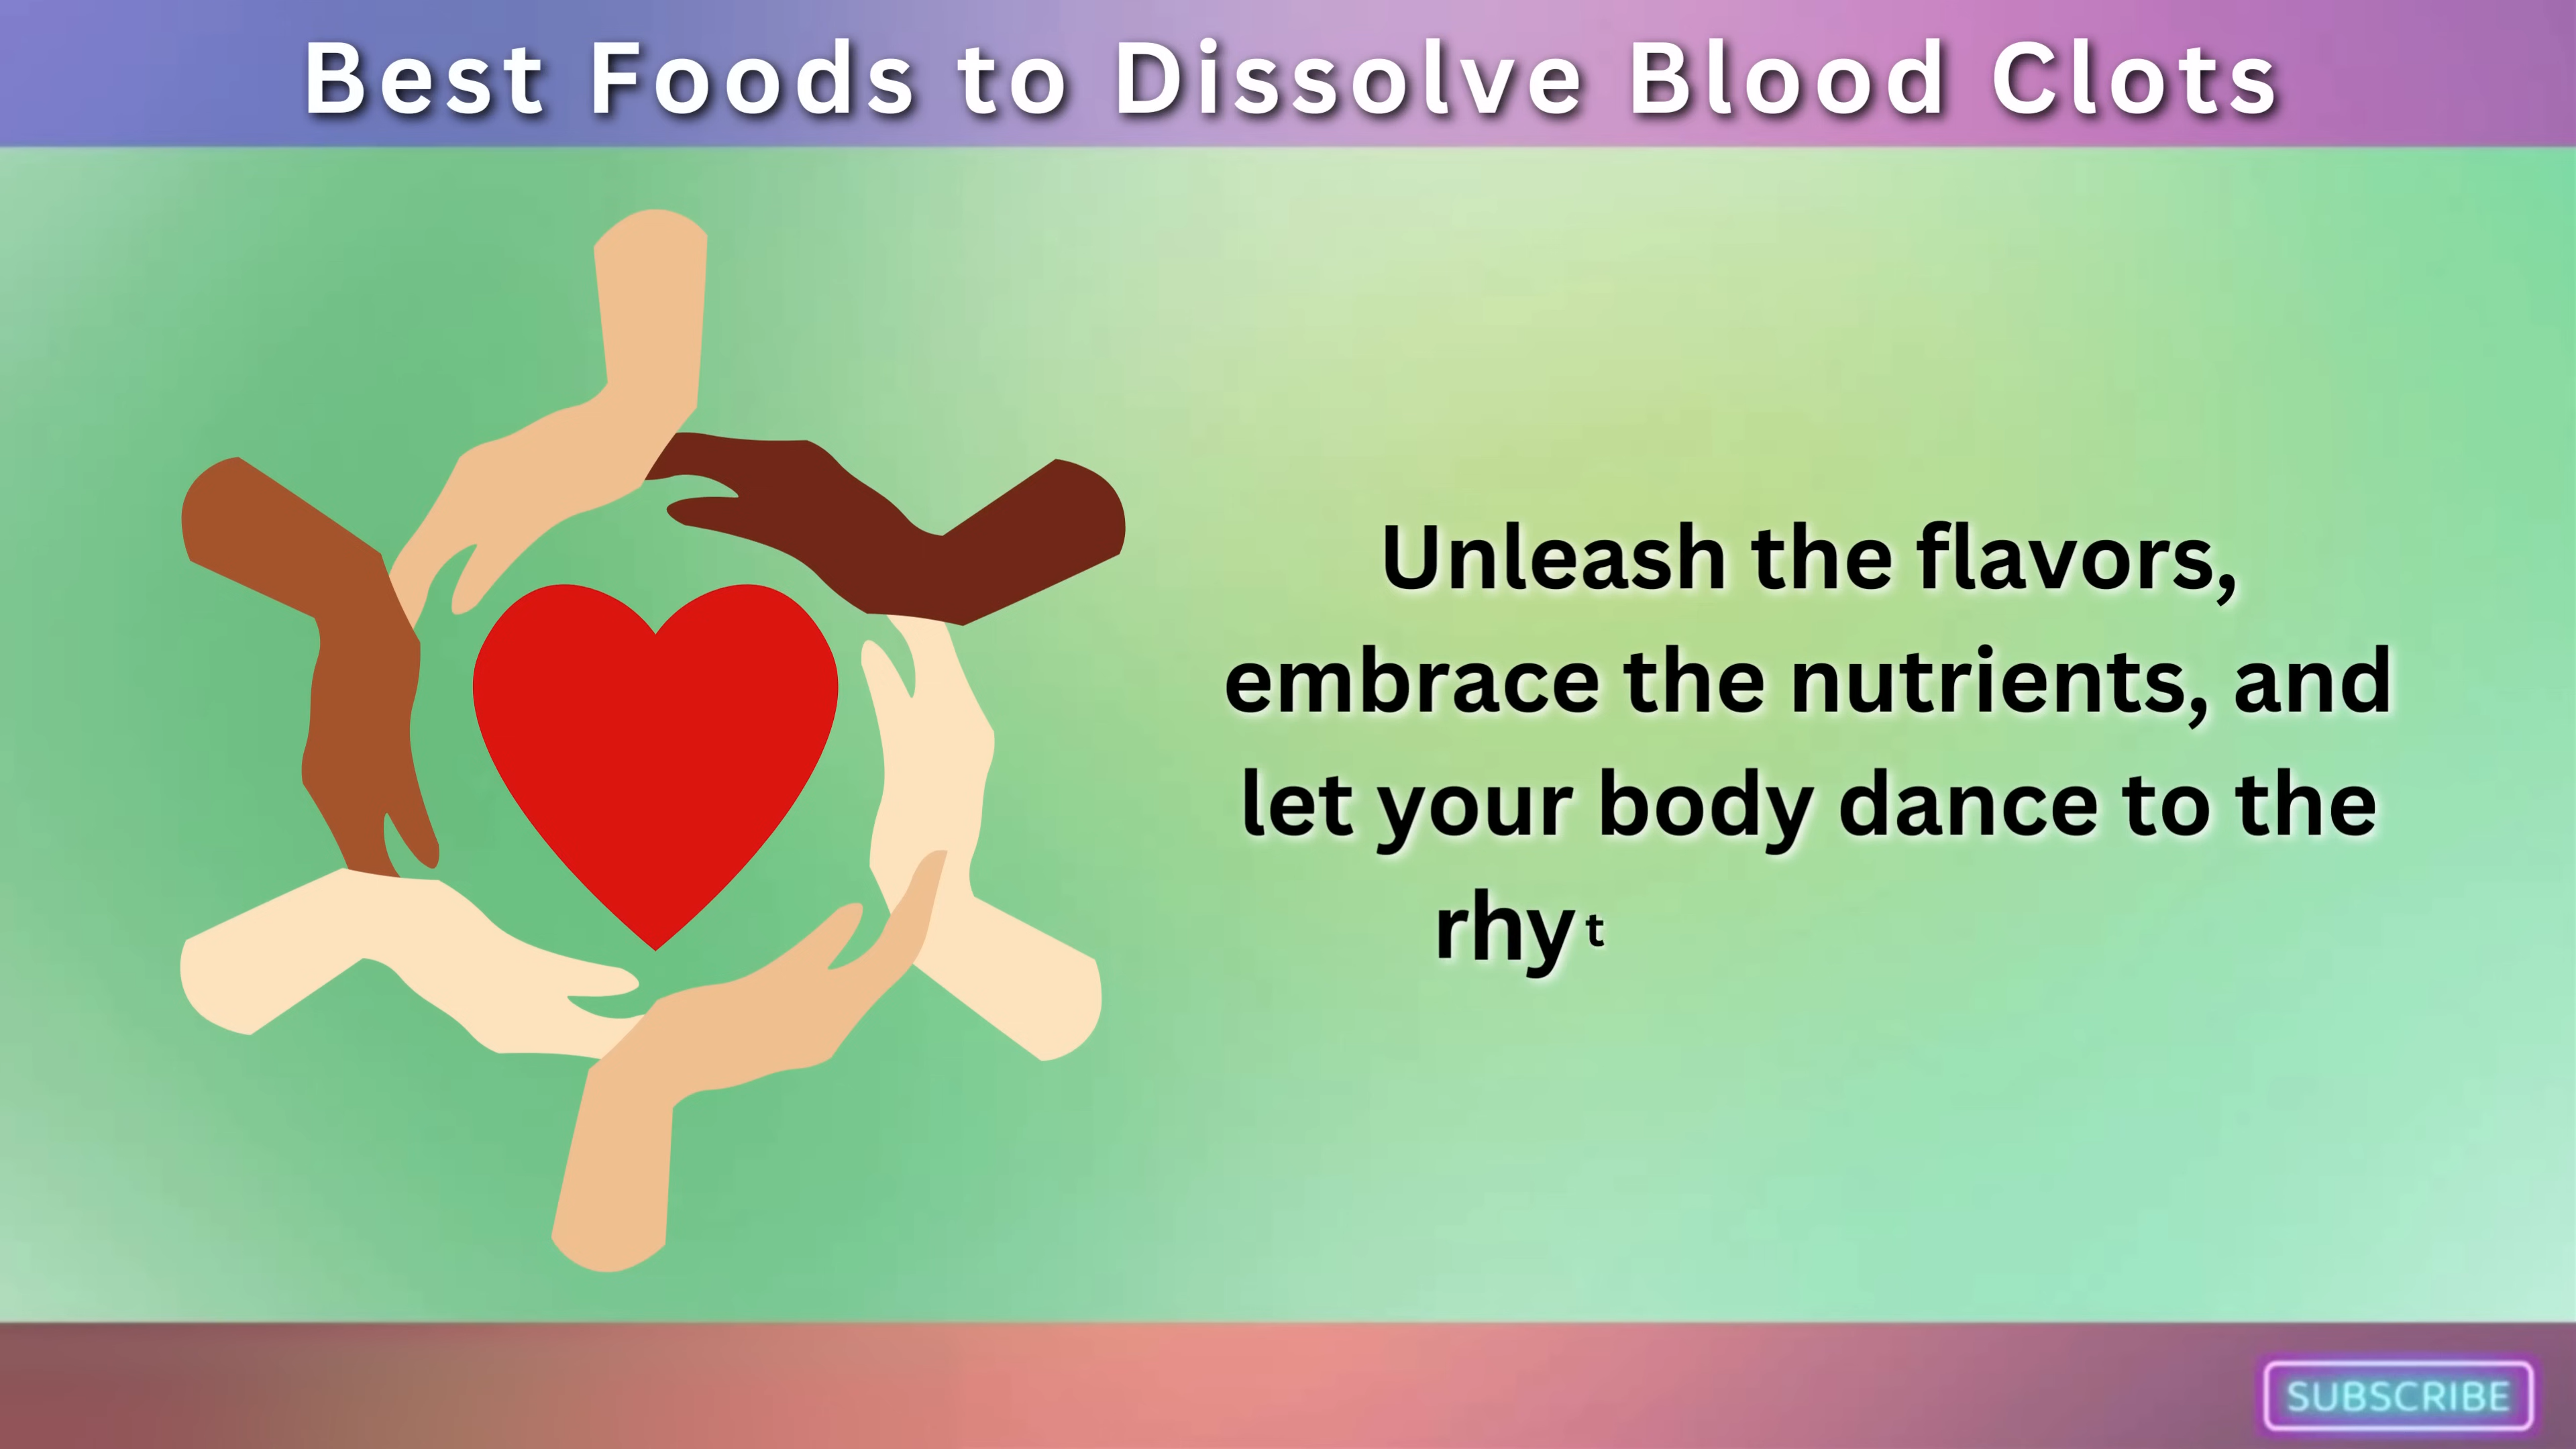 Best Foods to Dissolve Blood Clots
Unleash the flavors,
embrace the nutrients, and
let your body dance to the
rhyt
SUBSCRIBE